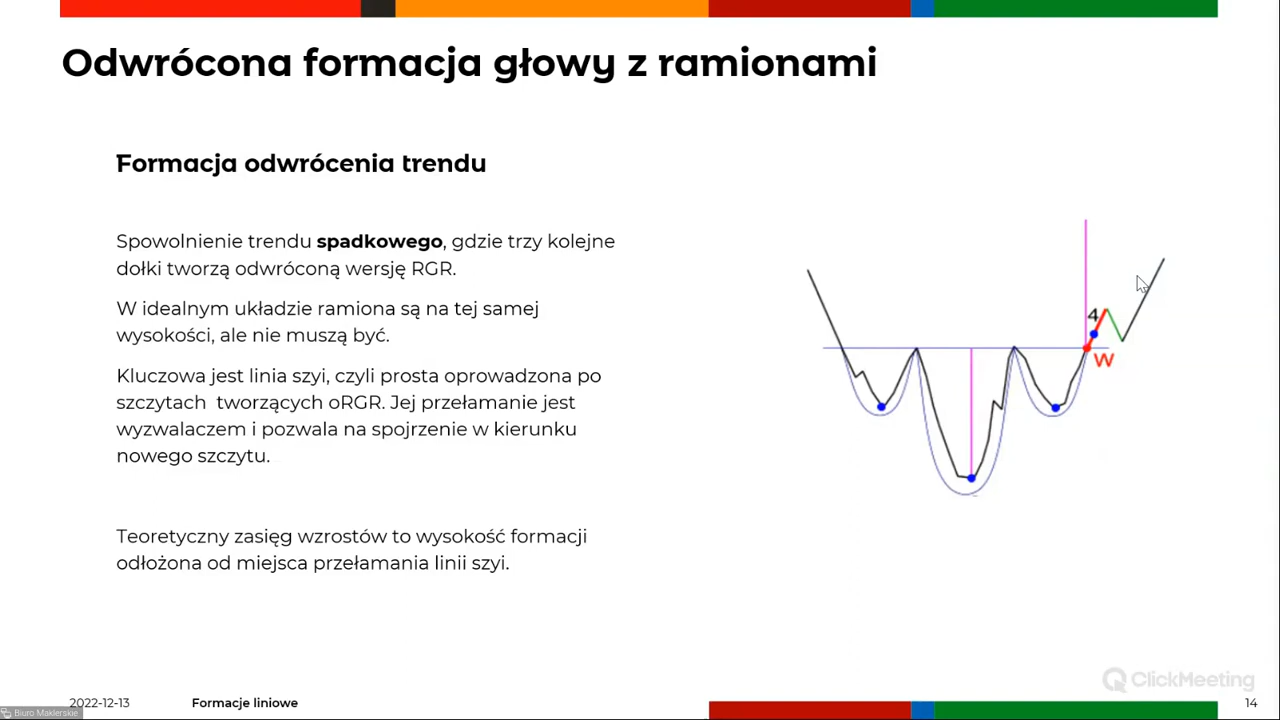 Odwrócona formacja głowy z ramionami
Formacja odwrócenia trendu
Spowolnienie trendu spadkowego, gdzie trzy kolejne
dołki tworzą odwróconą wersję RGR.
W idealnym układzie ramiona są na tej samej
wysokości, ale nie muszą być.
Kluczowa jest linia szyi, czyli prosta oprowadzona po
szczytach  tworzących oRGR. Jej przełamanie jest
wyzwalaczem i pozwala na spojrzenie w kierunku
nowego szczytu.
Teoretyczny zasięg wzrostów to wysokość formacji
odłożona od miejsca przełamania linii szyi.
4
W
ClickMeeting
2022-12-13
Formacje liniowe
14
Biuro Maklerskie